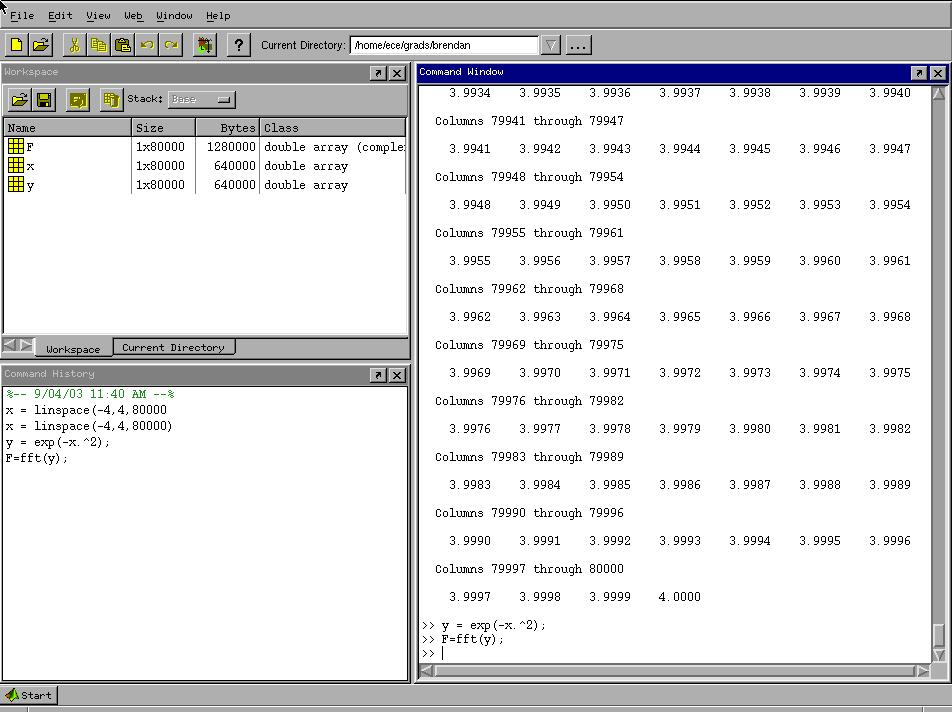 File Edit View Web Window Help
? Current Directory: /home/ece/grads/brendan ...
Workspace
Stack: Base
Name Size Bytes Class
F 1x80000 1280000 double array (comple
x 1x80000 640000 double array
y 1x80000 640000 double array
Workspace Current Directory
Command History
%-- 9/04/03 11:40 AM --%
x = linspace(-4,4,80000
x = linspace(-4,4,80000)
y = exp(-x.^2);
F=fft(y);
Command Window
3.9934 3.9935 3.9936 3.9937 3.9938 3.9939 3.9940
Columns 79941 through 79947
3.9941 3.9942 3.9943 3.9944 3.9945 3.9946 3.9947
Columns 79948 through 79954
3.9948 3.9949 3.9950 3.9951 3.9952 3.9953 3.9954
Columns 79955 through 79961
3.9955 3.9956 3.9957 3.9958 3.9959 3.9960 3.9961
Columns 79962 through 79968
3.9962 3.9963 3.9964 3.9965 3.9966 3.9967 3.9968
Columns 79969 through 79975
3.9969 3.9970 3.9971 3.9972 3.9973 3.9974 3.9975
Columns 79976 through 79982
3.9976 3.9977 3.9978 3.9979 3.9980 3.9981 3.9982
Columns 79983 through 79989
3.9983 3.9984 3.9985 3.9986 3.9987 3.9988 3.9989
Columns 79990 through 79996
3.9990 3.9991 3.9992 3.9993 3.9994 3.9995 3.9996
Columns 79997 through 80000
3.9997 3.9998 3.9999 4.0000
>> y = exp(-x.^2);
>> F=fft(y);
>>
Start